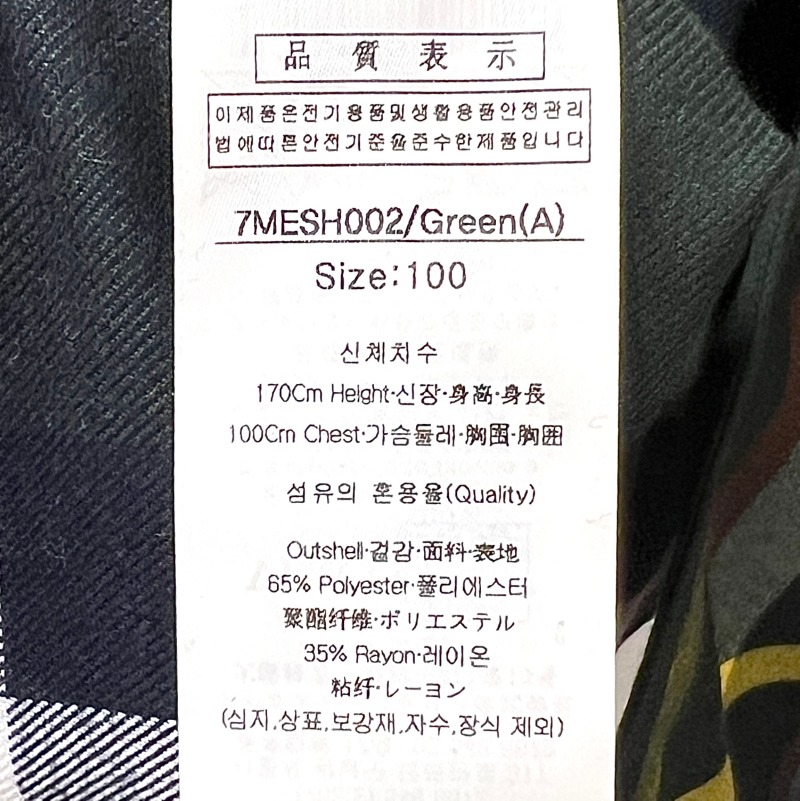 品質表示
이제품은전기용품및생활용품안전관리
법에따른안전기준을준수한제품입니다
7MESH002/Green(A)
Size:100
신체치수
170Cm Height·신장·身高·身長
100Cm Chest·가슴둘레·胸围·胸囲
섬유의 혼용율(Quality)
Outshell·겉감·面料·表地
65% Polyester·폴리에스터
聚酯纤维·ポリエステル
35% Rayon·레이온
粘纤·レーヨン
(심지,상표,보강재,자수,장식 제외)